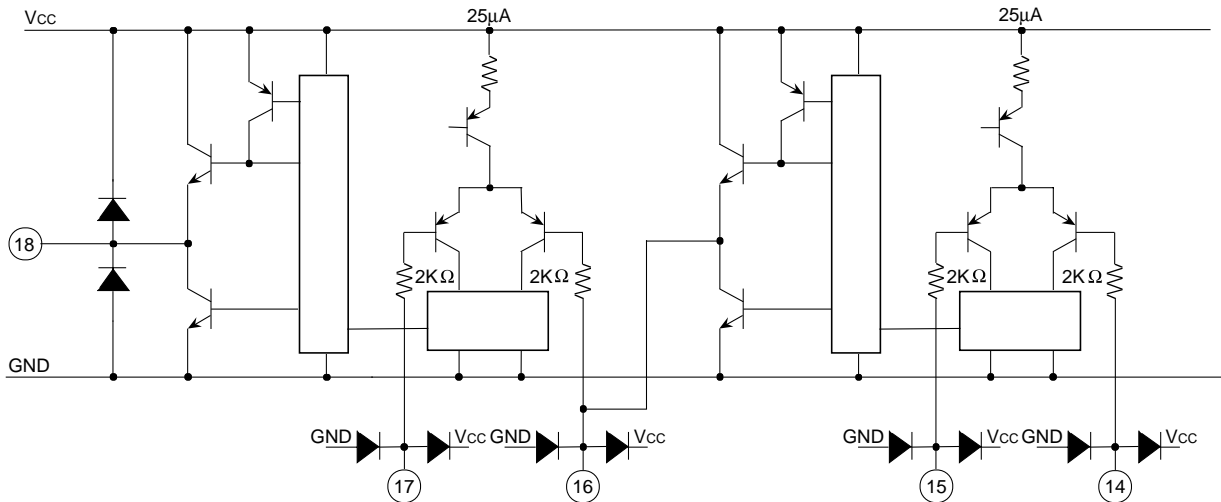 Vcc
25µA
25µA
18
2KΩ
2KΩ
2KΩ
2KΩ
GND
GND
Vcc
GND
Vcc
GND
Vcc
GND
Vcc
17
16
15
14